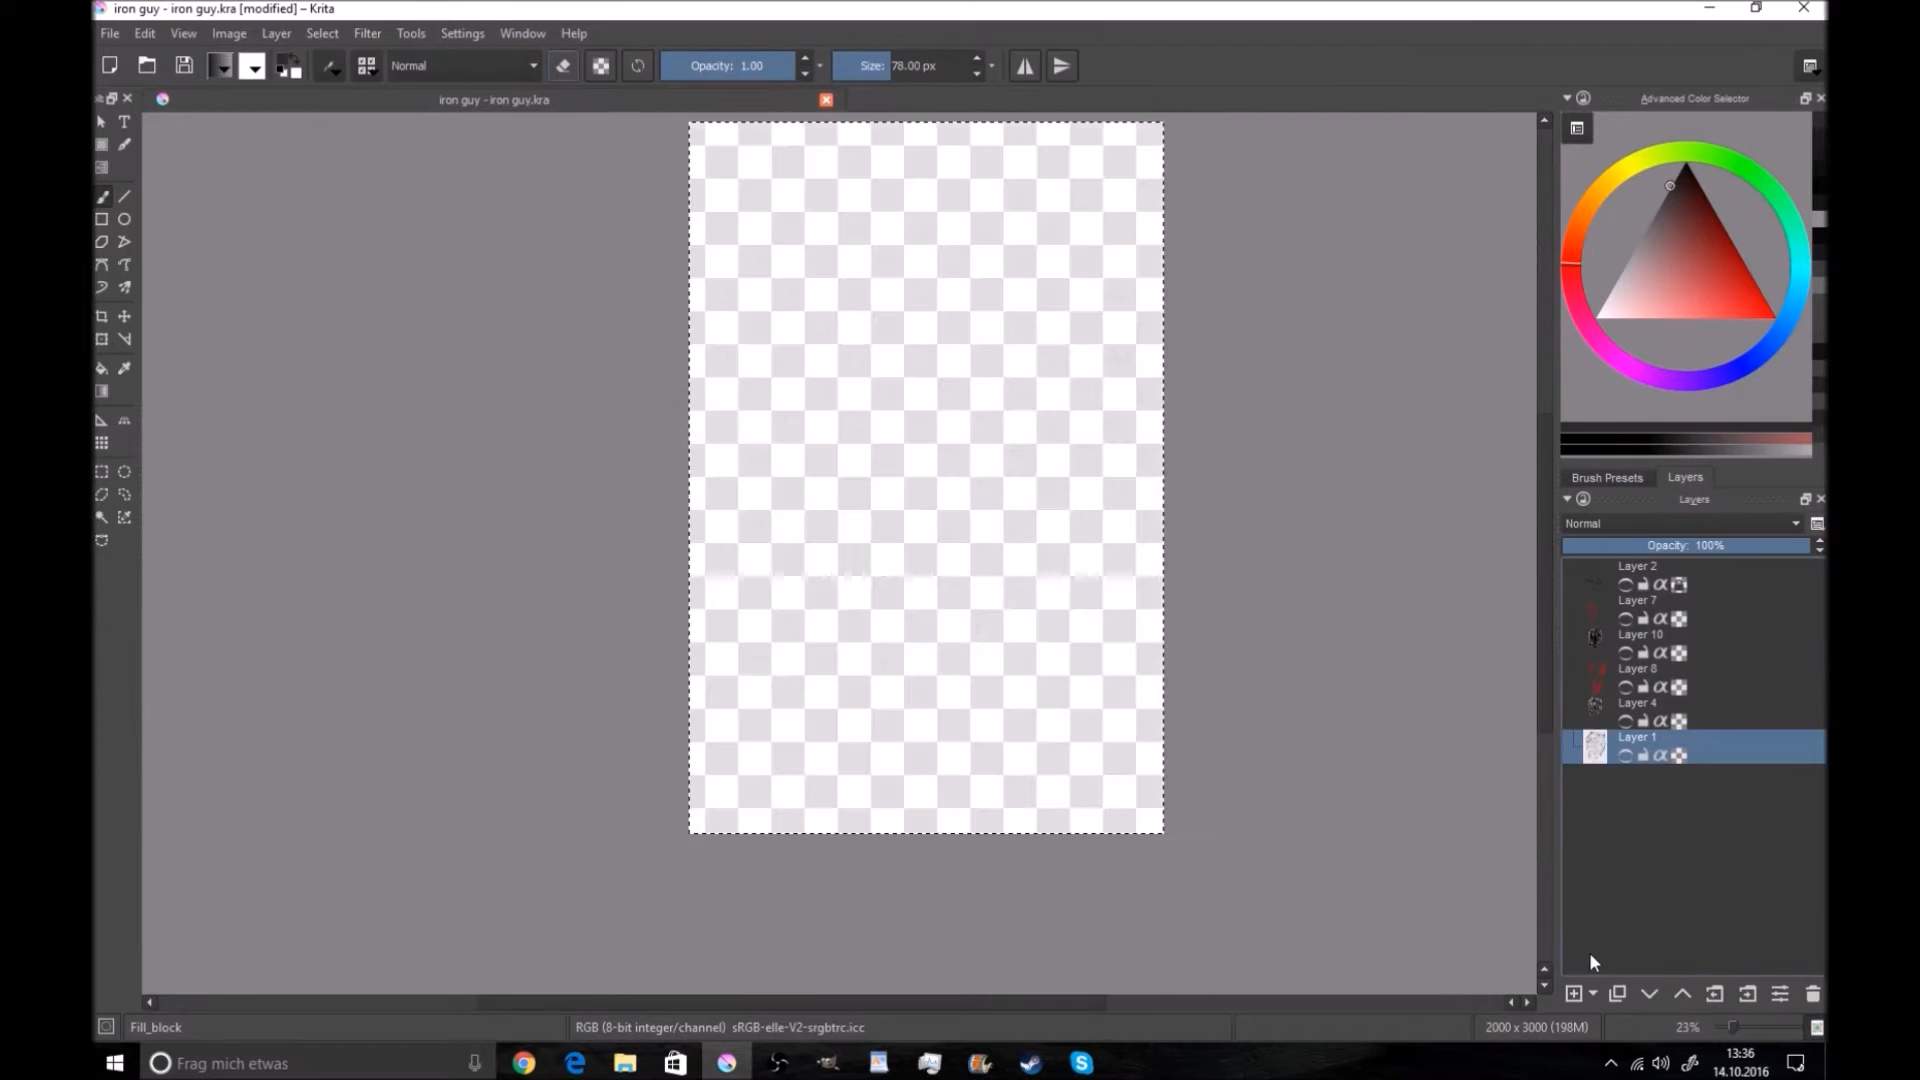 iron guy - iron guy.kra [modified] – Krita
File Edit View Image Layer Select Filter Tools Settings Window Help
Normal Opacity: 1.00 Size: 78.00 px
iron guy - iron guy.kra
Advanced Color Selector
Brush Presets Layers
Layers
Normal
Opacity: 100%
Layer 2
Layer 7
Layer 10
Layer 8
Layer 4
Layer 1
Fill_block RGB (8-bit integer/channel) sRGB-elle-V2-srgbtrc.icc 2000 x 3000 (198M) 23%
Frag mich etwas
13:36
14.10.2016